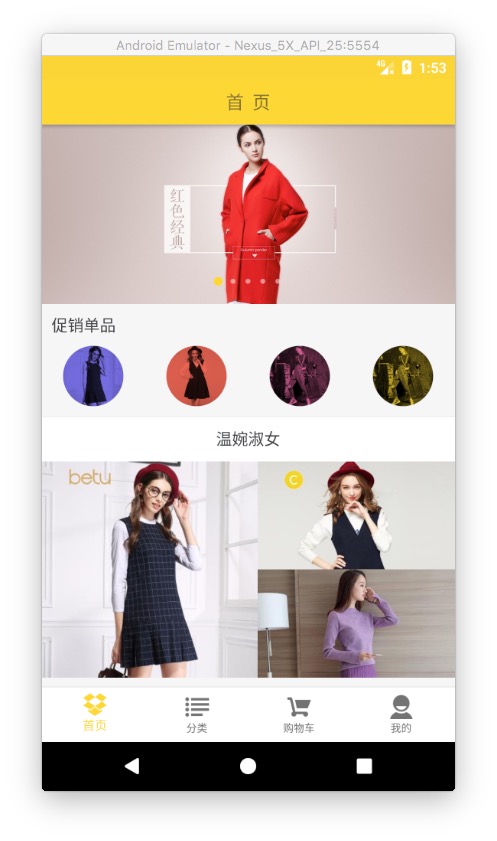 Android Emulator - Nexus_5X_API_25:5554
4G
1:53
首 页
红色经典
促销单品
温婉淑女
betu
C
首页
分类
购物车
我的